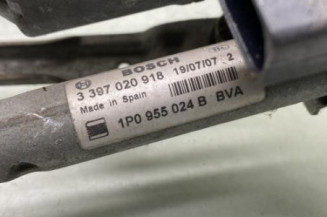 BOSCH
3 397 020 918 19/07/07 2
Made in Spain
1P0 955 024 B BVA